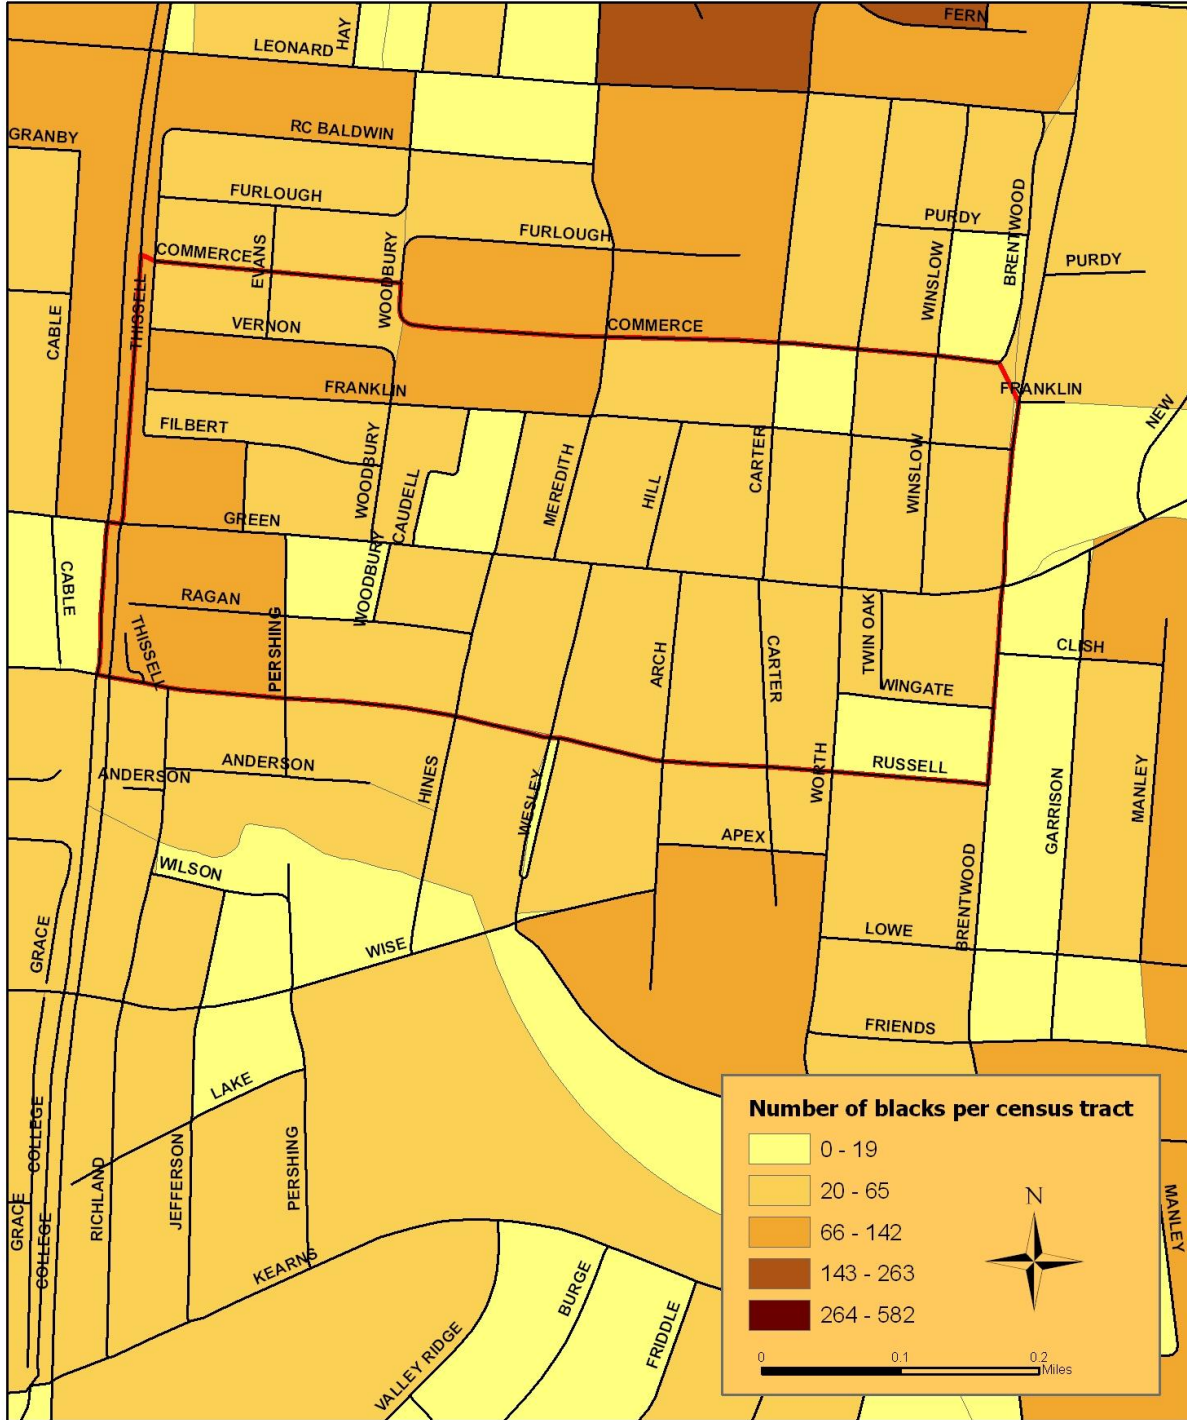 FERN
HAY
LEONARD
RC BALDWIN
GRANBY
FURLOUGH
PURDY
BRENTWOOD
FURLOUGH
COMMERCE
EVANS
WOODBURY
WINSLOW
PURDY
THISSELL
CABLE
VERNON
COMMERCE
FRANKLIN
FRANKLIN
NEW
FILBERT
WOODBURY
CAUDELL
MEREDITH
HILL
CARTER
WINSLOW
GREEN
WOODBURY
CABLE
RAGAN
PERSHING
THISSELL
ARCH
CARTER
TWIN OAK
CLISH
WINGATE
ANDERSON
ANDERSON
HINES
WESLEY
WORTH
RUSSELL
GARRISON
MANLEY
APEX
WILSON
BRENTWOOD
GRACE
WISE
LOWE
FRIENDS
LAKE
COLLEGE
RICHLAND
JEFFERSON
PERSHING
GRACE
COLLEGE
KEARNS
BURGE
FRIDDLE
VALLEY RIDGE
MANLEY
Number of blacks per census tract
0 - 19
20 - 65
66 - 142
143 - 263
264 - 582
N
0 0.1 0.2
Miles